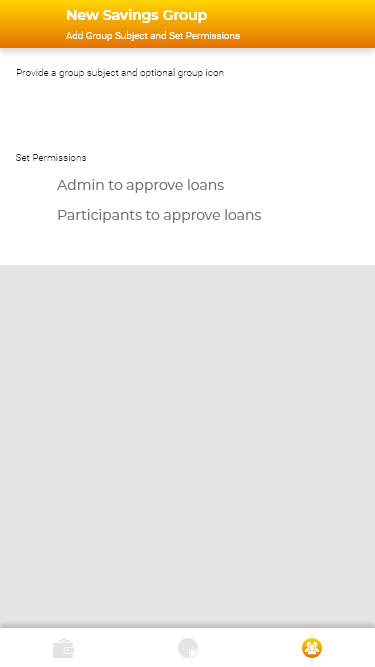 New Savings Group
Add Group Subject and Set Permissions
Provide a group subject and optional group icon
Set Permissions
Admin to approve loans
Participants to approve loans